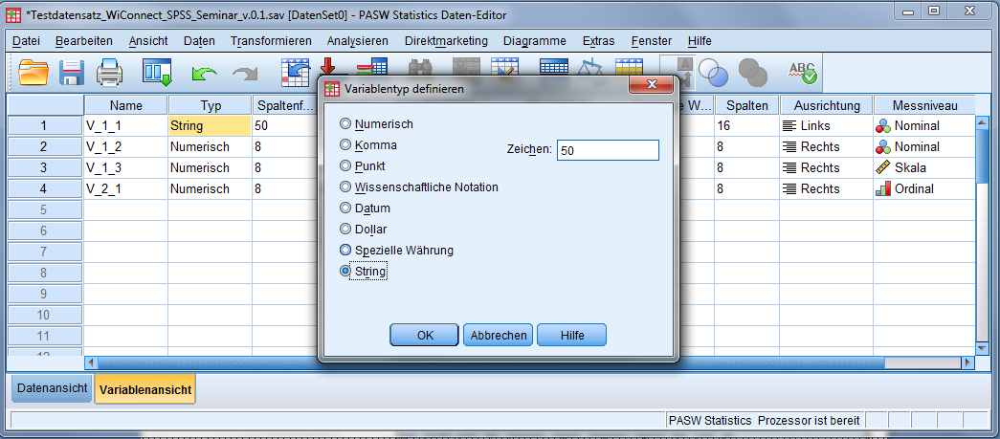 *Testdatensatz_WiConnect_SPSS_Seminar_v.0.1.sav [DatenSet0] - PASW Statistics Daten-Editor
Datei Bearbeiten Ansicht Daten Transformieren Analysieren Direktmarketing Diagramme Extras Fenster Hilfe
ABC
Name Typ Spaltenf... e W... Spalten Ausrichtung Messniveau
1 V_1_1 String 50 16 Links Nominal
2 V_1_2 Numerisch 8 8 Rechts Nominal
3 V_1_3 Numerisch 8 8 Rechts Skala
4 V_2_1 Numerisch 8 8 Rechts Ordinal
5
6
7
8
9
10
11
12
Variablentyp definieren
Numerisch
Komma
Zeichen: 50
Punkt
Wissenschaftliche Notation
Datum
Dollar
Spezielle Währung
String
OK Abbrechen Hilfe
Datenansicht Variablenansicht
PASW Statistics Prozessor ist bereit